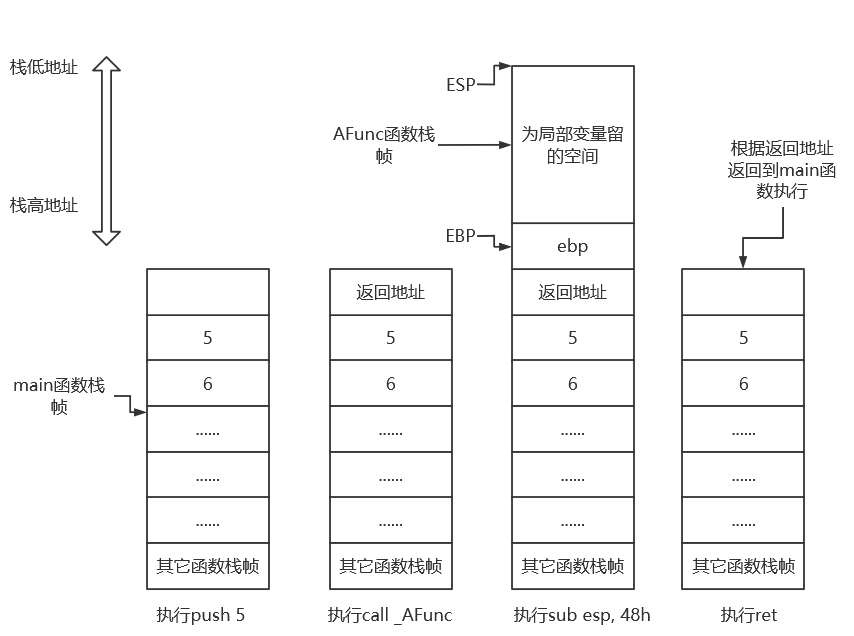 栈低地址
栈高地址
ESP
AFunc函数栈
帧
为局部变量留
的空间
EBP
ebp
根据返回地址
返回到main函
数执行
返回地址
返回地址
5
5
5
5
6
6
6
6
main函数栈
帧
......
......
......
......
......
......
......
......
......
......
......
......
其它函数栈帧
其它函数栈帧
其它函数栈帧
其它函数栈帧
执行push 5
执行call _AFunc
执行sub esp, 48h
执行ret